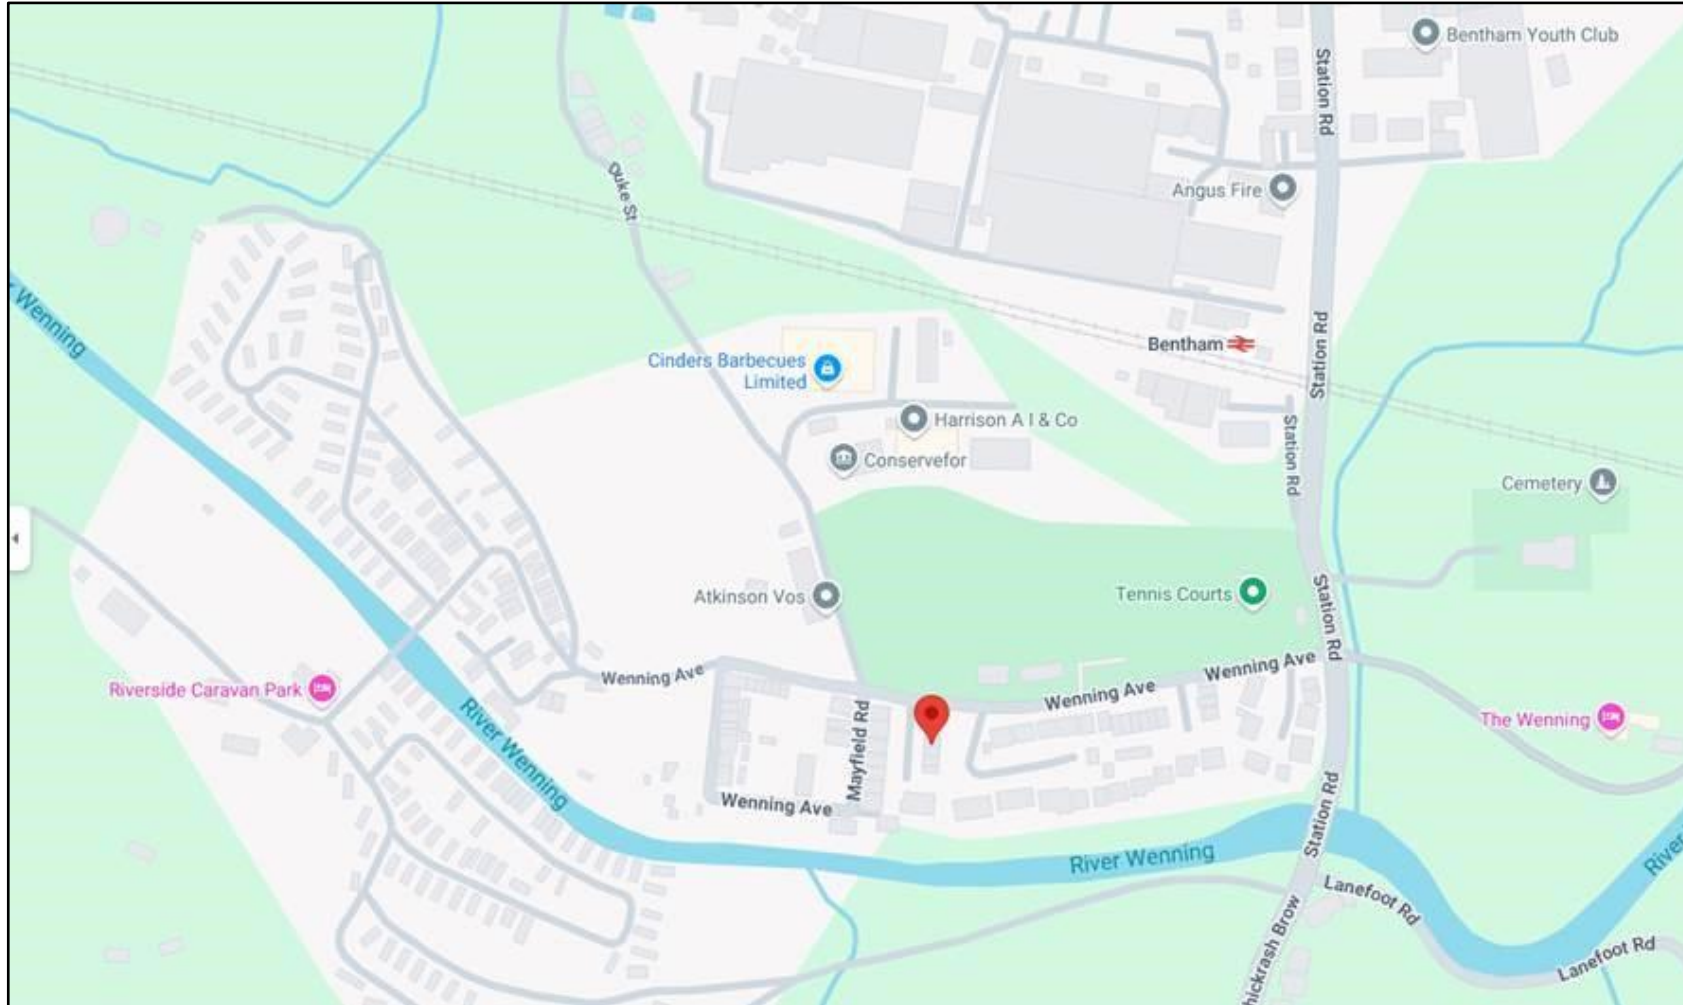 Bentham Youth Club
Station Rd
Angus Fire
Duke St
Station Rd
Bentham
Cinders Barbecues
Limited
Harrison A I & Co
Conservefor
Station Rd
Cemetery
r Wenning
Atkinson Vos
Tennis Courts
Station Rd
Wenning Ave
Wenning Ave
Wenning Ave
Riverside Caravan Park
River Wenning
Mayfield Rd
The Wenning
Wenning Ave
Station Rd
River Wenning
River
Lanefoot Rd
hickrash Brow
Lanefoot Rd